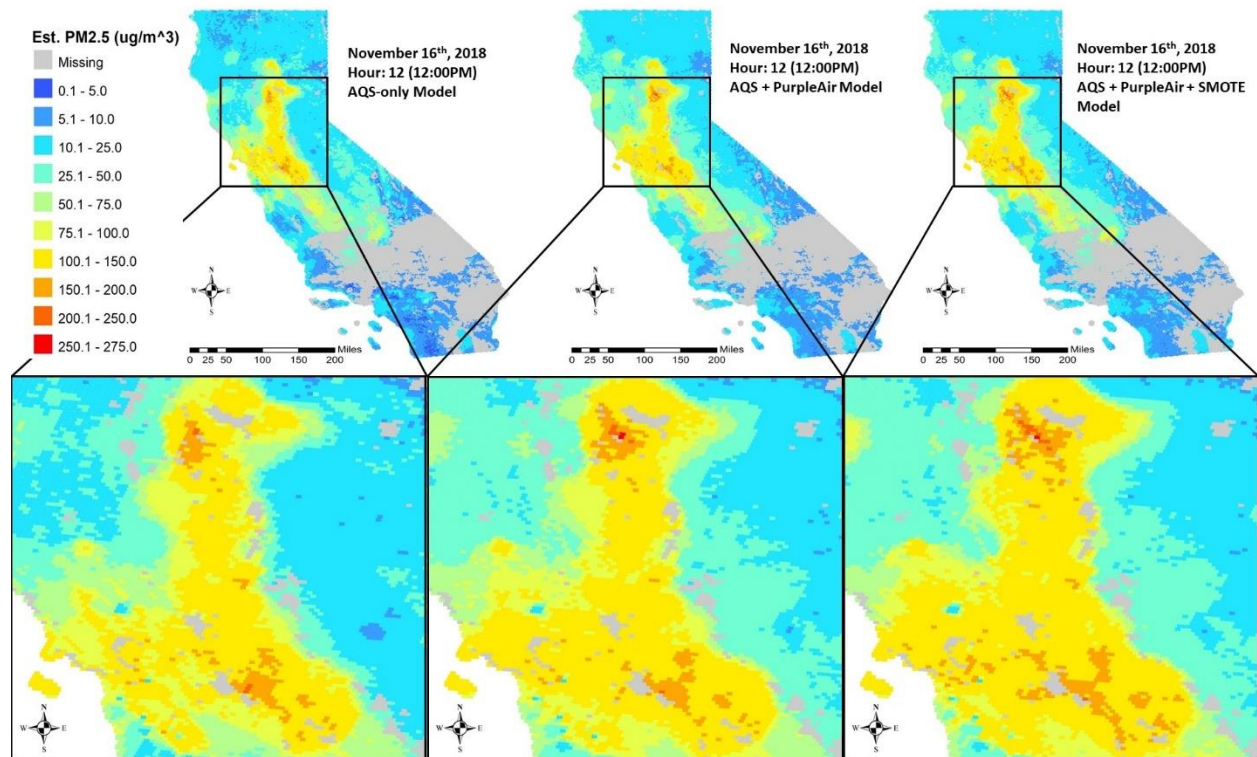 Est. PM2.5 (ug/m^3)
Missing
0.1 - 5.0
5.1 - 10.0
10.1 - 25.0
25.1 - 50.0
50.1 - 75.0
75.1 - 100.0
100.1 - 150.0
150.1 - 200.0
200.1 - 250.0
250.1 - 275.0
November 16th, 2018
Hour: 12 (12:00PM)
AQS-only Model
N
W E
S
Miles
0 25 50 100 150 200
November 16th, 2018
Hour: 12 (12:00PM)
AQS + PurpleAir Model
N
W E
S
Miles
0 25 50 100 150 200
November 16th, 2018
Hour: 12 (12:00PM)
AQS + PurpleAir + SMOTE
Model
N
W E
S
Miles
0 25 50 100 150 200
N
W E
S
N
W E
S
N
W E
S